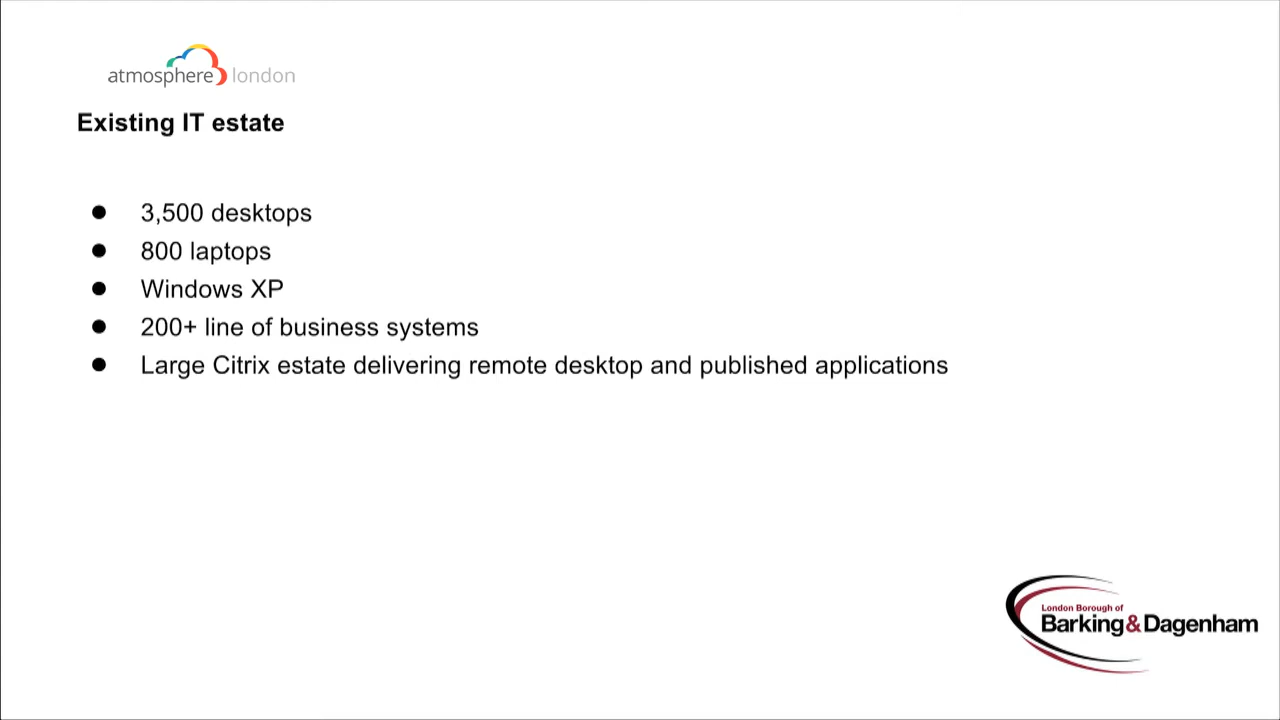 atmosphere london
Existing IT estate
● 3,500 desktops
● 800 laptops
● Windows XP
● 200+ line of business systems
● Large Citrix estate delivering remote desktop and published applications
London Borough of
Barking&Dagenham